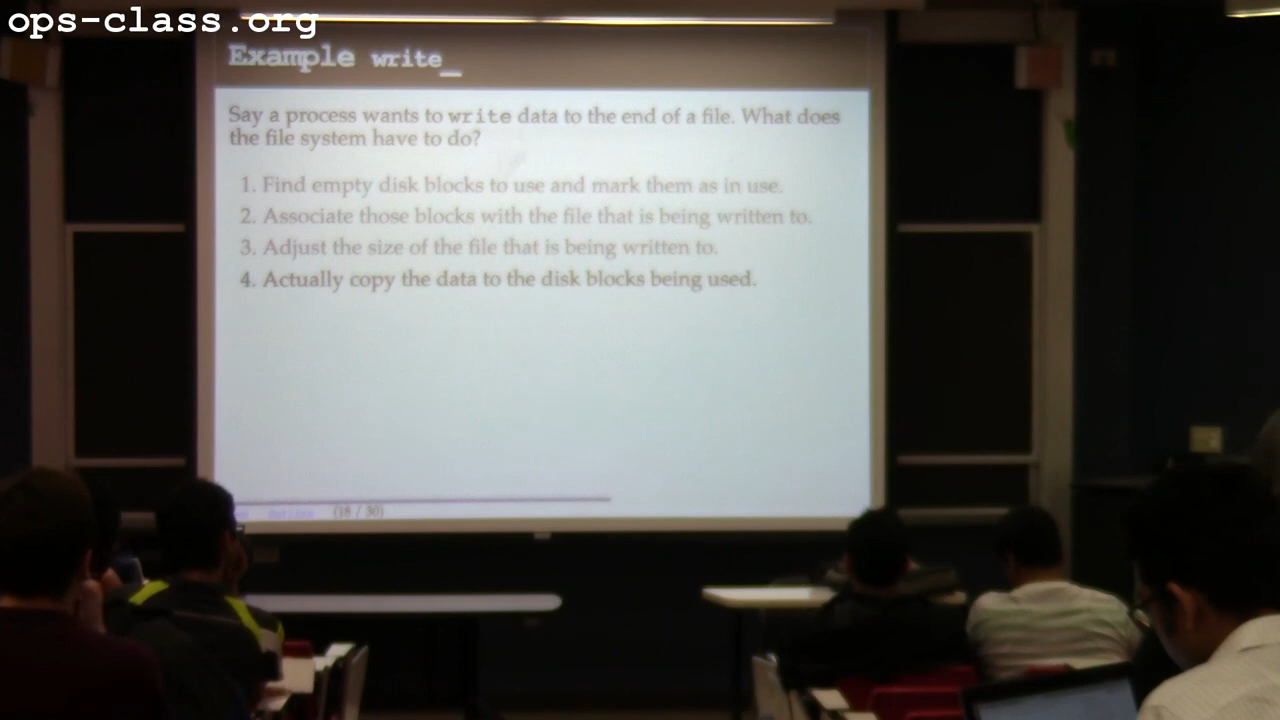 ops-class.org
Example write_
Say a process wants to write data to the end of a file. What does
the file system have to do?
1. Find empty disk blocks to use and mark them as in use.
2. Associate those blocks with the file that is being written to.
3. Adjust the size of the file that is being written to.
4. Actually copy the data to the disk blocks being used.
Outline (18 / 30)